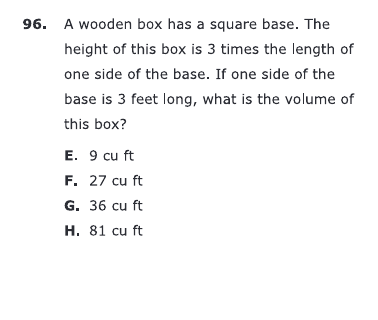 96. A wooden box has a square base. The
height of this box is 3 times the length of
one side of the base. If one side of the
base is 3 feet long, what is the volume of
this box?
E. 9 cu ft
F. 27 cu ft
G. 36 cu ft
H. 81 cu ft